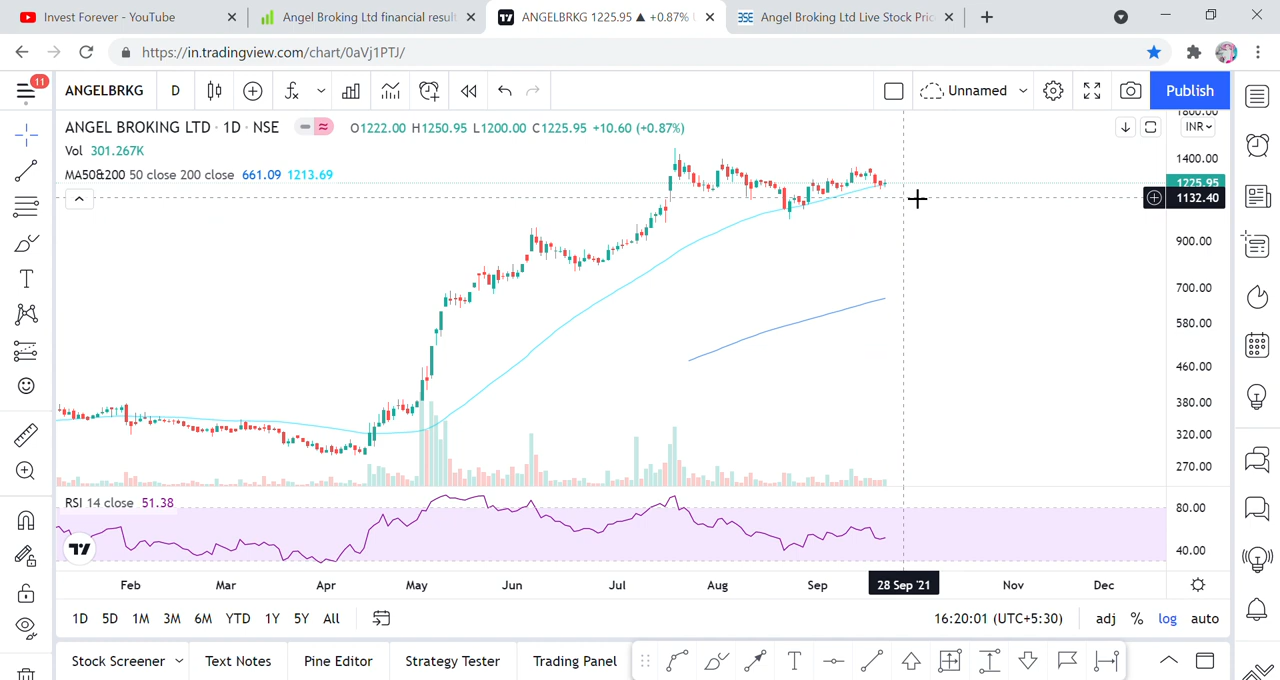 Invest Forever - YouTube
Angel Broking Ltd financial result
ANGELBRKG 1225.95 ▲ +0.87%
BSE Angel Broking Ltd Live Stock Pric
https://in.tradingview.com/chart/0aVj1PTJ/
11 ANGELBRKG D Unnamed Publish
ANGEL BROKING LTD · 1D · NSE O1222.00 H1250.95 L1200.00 C1225.95 +10.60 (+0.87%) INR
Vol 301.267K
MA50&200 50 close 200 close 661.09 1213.69
1800.00
1400.00
1225.95
1132.40
900.00
700.00
580.00
460.00
380.00
320.00
270.00
RSI 14 close 51.38
80.00
40.00
Feb Mar Apr May Jun Jul Aug Sep 28 Sep '21 Nov Dec
1D 5D 1M 3M 6M YTD 1Y 5Y All 16:20:01 (UTC+5:30) adj % log auto
Stock Screener Text Notes Pine Editor Strategy Tester Trading Panel